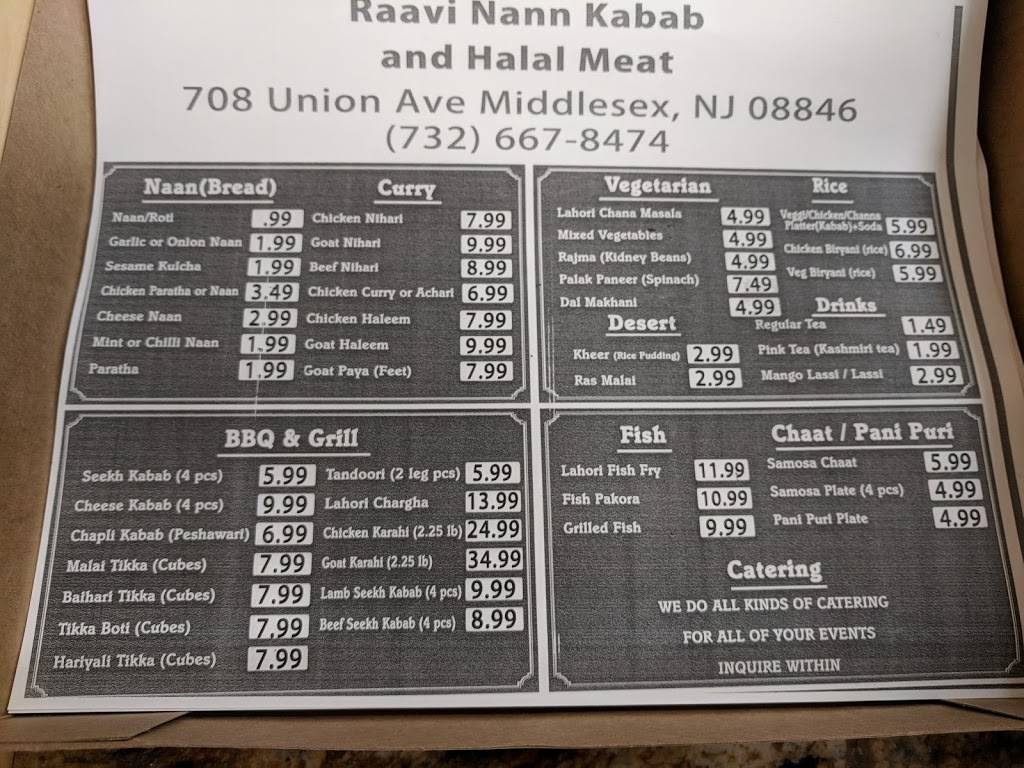 Raavi Nann Kabab
and Halal Meat
708 Union Ave Middlesex, NJ 08846
(732) 667-8474
Naan(Bread)
Naan/Roti .99
Garlic or Onion Naan 1.99
Sesame Kulcha 1.99
Chicken Paratha or Naan 3.49
Cheese Naan 2.99
Mint or Chilli Naan 1.99
Paratha 1.99
Curry
Chicken Nihari 7.99
Goat Nihari 9.99
Beef Nihari 8.99
Chicken Curry or Achari 6.99
Chicken Haleem 7.99
Goat Haleem 9.99
Goat Paya (Feet) 7.99
Vegetarian
Lahori Chana Masala 4.99
Mixed Vegetables 4.99
Rajma (Kidney Beans) 4.99
Palak Paneer (Spinach) 7.49
Dal Makhani 4.99
Desert
Kheer (Rice Pudding) 2.99
Ras Malai 2.99
Rice
Veggi/Chicken/Channa
Platter(Kabab)+Soda 5.99
Chicken Biryani (rice) 6.99
Veg Biryani (rice) 5.99
Drinks
Regular Tea 1.49
Pink Tea (Kashmiri tea) 1.99
Mango Lassi / Lassi 2.99
BBQ & Grill
Seekh Kabab (4 pcs) 5.99
Cheese Kabab (4 pcs) 9.99
Chapli Kabab (Peshawari) 6.99
Malai Tikka (Cubes) 7.99
Baihari Tikka (Cubes) 7.99
Tikka Boti (Cubes) 7.99
Hariyali Tikka (Cubes) 7.99
Tandoori (2 leg pcs) 5.99
Lahori Chargha 13.99
Chicken Karahi (2.25 lb) 24.99
Goat Karahi (2.25 lb) 34.99
Lamb Seekh Kabab (4 pcs) 9.99
Beef Seekh Kabab (4 pcs) 8.99
Fish
Lahori Fish Fry 11.99
Fish Pakora 10.99
Grilled Fish 9.99
Chaat / Pani Puri
Samosa Chaat 5.99
Samosa Plate (4 pcs) 4.99
Pani Puri Plate 4.99
Catering
WE DO ALL KINDS OF CATERING
FOR ALL OF YOUR EVENTS
INQUIRE WITHIN